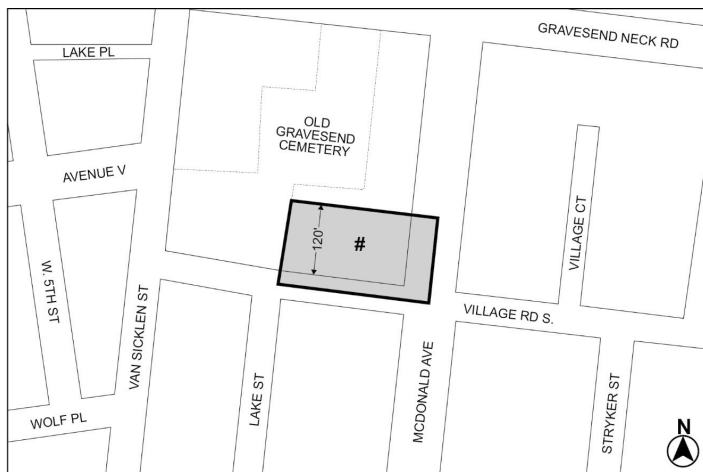 GRAVESEND NECK RD
LAKE PL
OLD
GRAVESEND
CEMETERY
AVENUE V
VILLAGE CT
#
120'
W. 5TH ST
VAN SICKLEN ST
VILLAGE RD S.
LAKE ST
MCDONALD AVE
STRYKER ST
WOLF PL
N